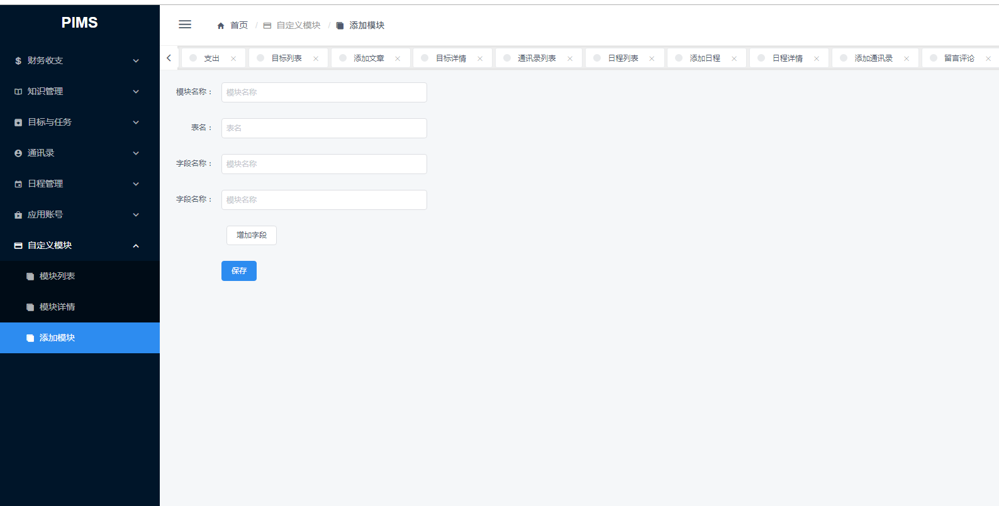 PIMS
财务收支
知识管理
目标与任务
通讯录
日程管理
应用账号
自定义模块
模块列表
模块详情
添加模块
首页 / 自定义模块 / 添加模块
支出 目标列表 添加文章 目标详情 通讯录列表 日程列表 添加日程 日程详情 添加通讯录 留言评论
模块名称： 模块名称
表名： 表名
字段名称： 模块名称
字段名称： 模块名称
增加字段
保存